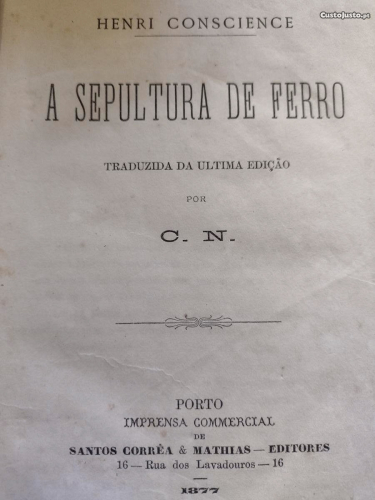 CustoJusto.pt
HENRI CONSCIENCE
A SEPULTURA DE FERRO
TRADUZIDA DA ULTIMA EDIÇÃO
POR
C. N.
PORTO
IMPRENSA COMMERCIAL
DE
SANTOS CORRÊA & MATHIAS — EDITORES
16 — Rua dos Lavadouros — 16
1877